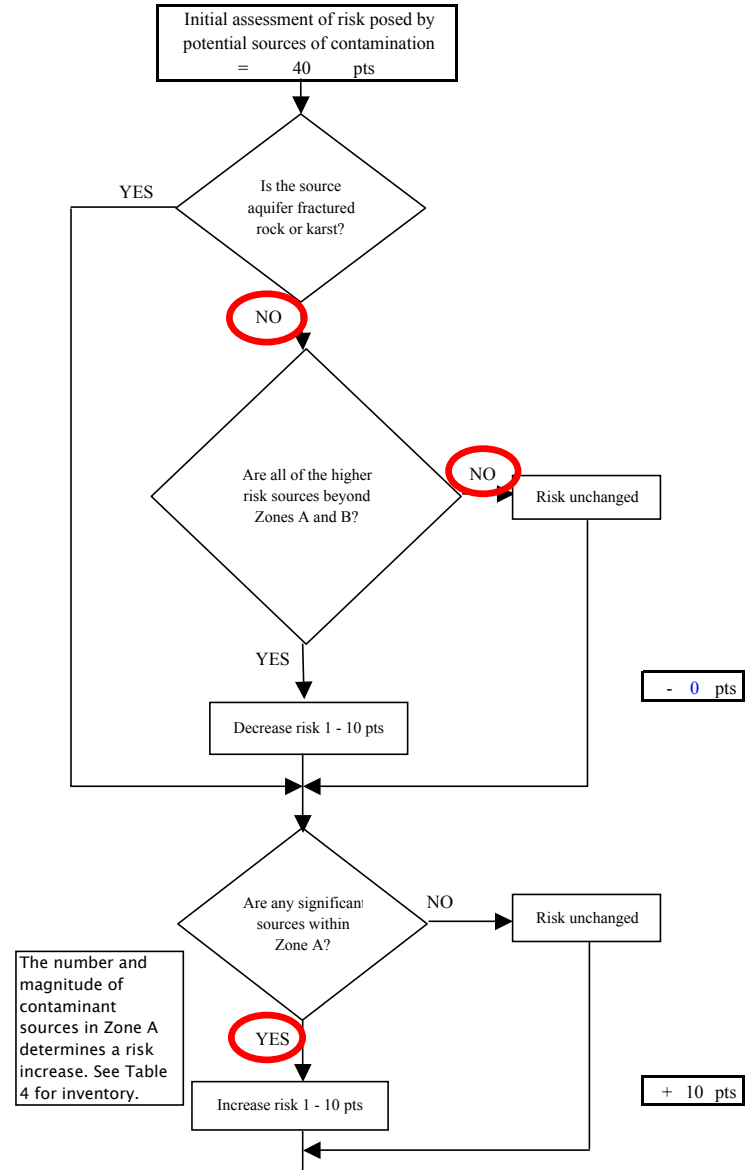 Initial assessment of risk posed by
potential sources of contamination
= 40 pts
YES
Is the source
aquifer fractured
rock or karst?
NO
Are all of the higher
risk sources beyond
Zones A and B?
NO
Risk unchanged
YES
- 0 pts
Decrease risk 1 - 10 pts
Are any significant
sources within
Zone A?
NO
Risk unchanged
The number and
magnitude of
contaminant
sources in Zone A
determines a risk
increase. See Table
4 for inventory.
YES
Increase risk 1 - 10 pts
+ 10 pts